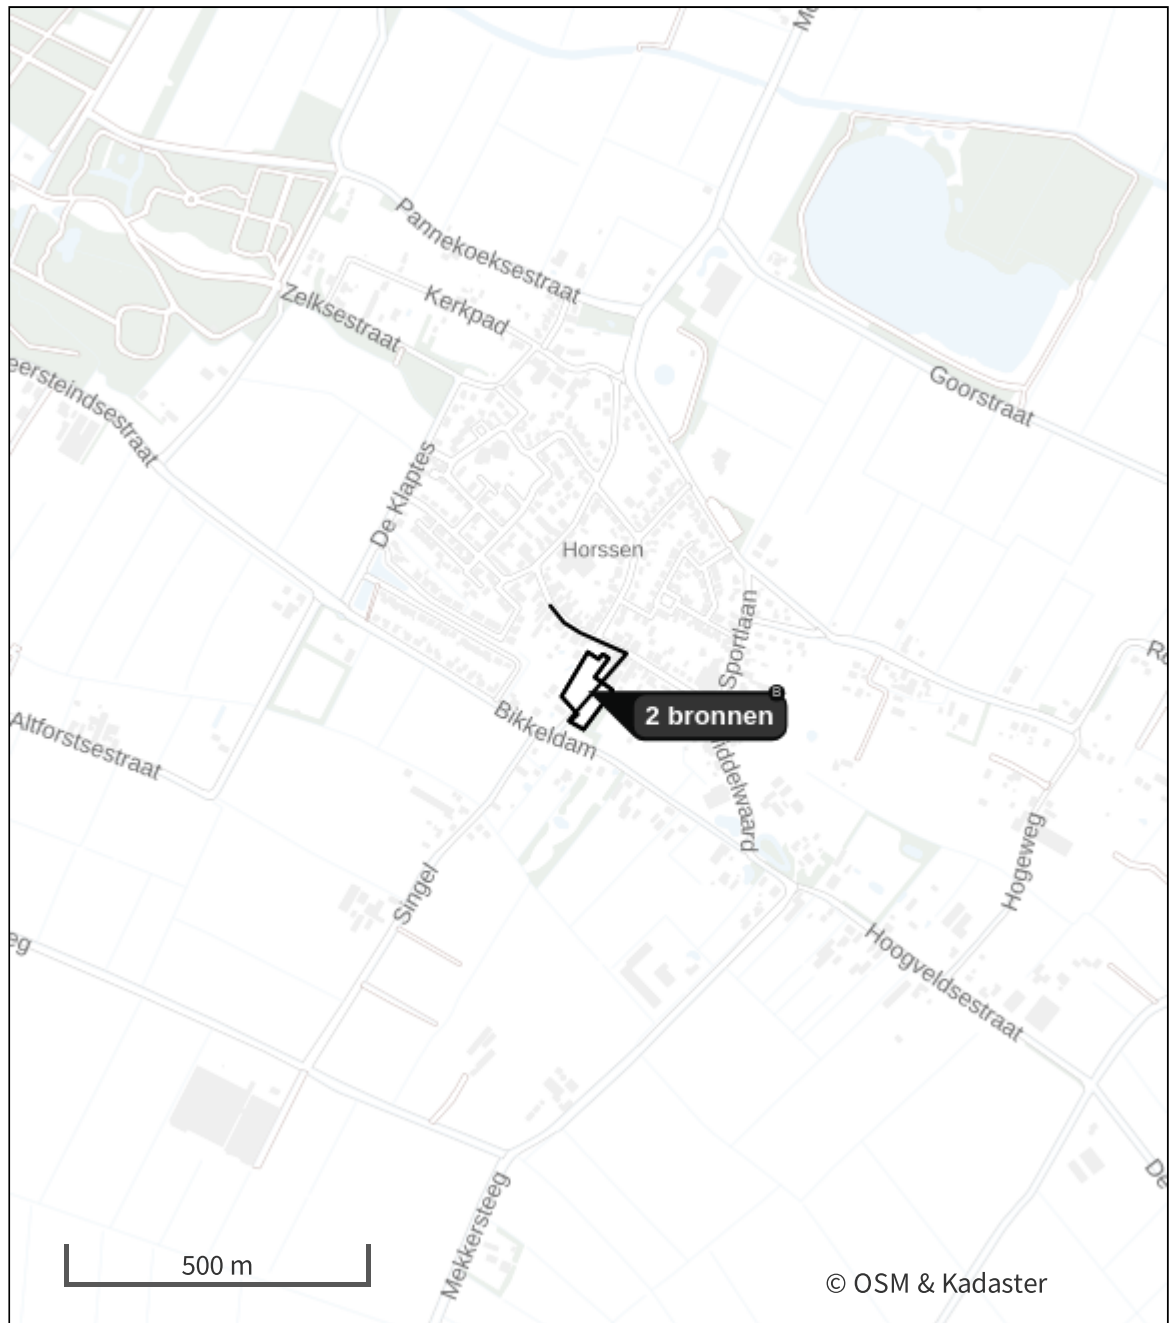 Pannekoeksestraat
Kerkpad
Zelksestraat
eersteindsestraat
Goorstraat
De Klaptes
Horssen
Sportlaan
B
2 bronnen
Bikkeldam
iddelwaard
Altforstsestraat
Hogeweg
Singel
Hoogveldsestraat
eg
Mekkersteeg
De
500 m
© OSM & Kadaster